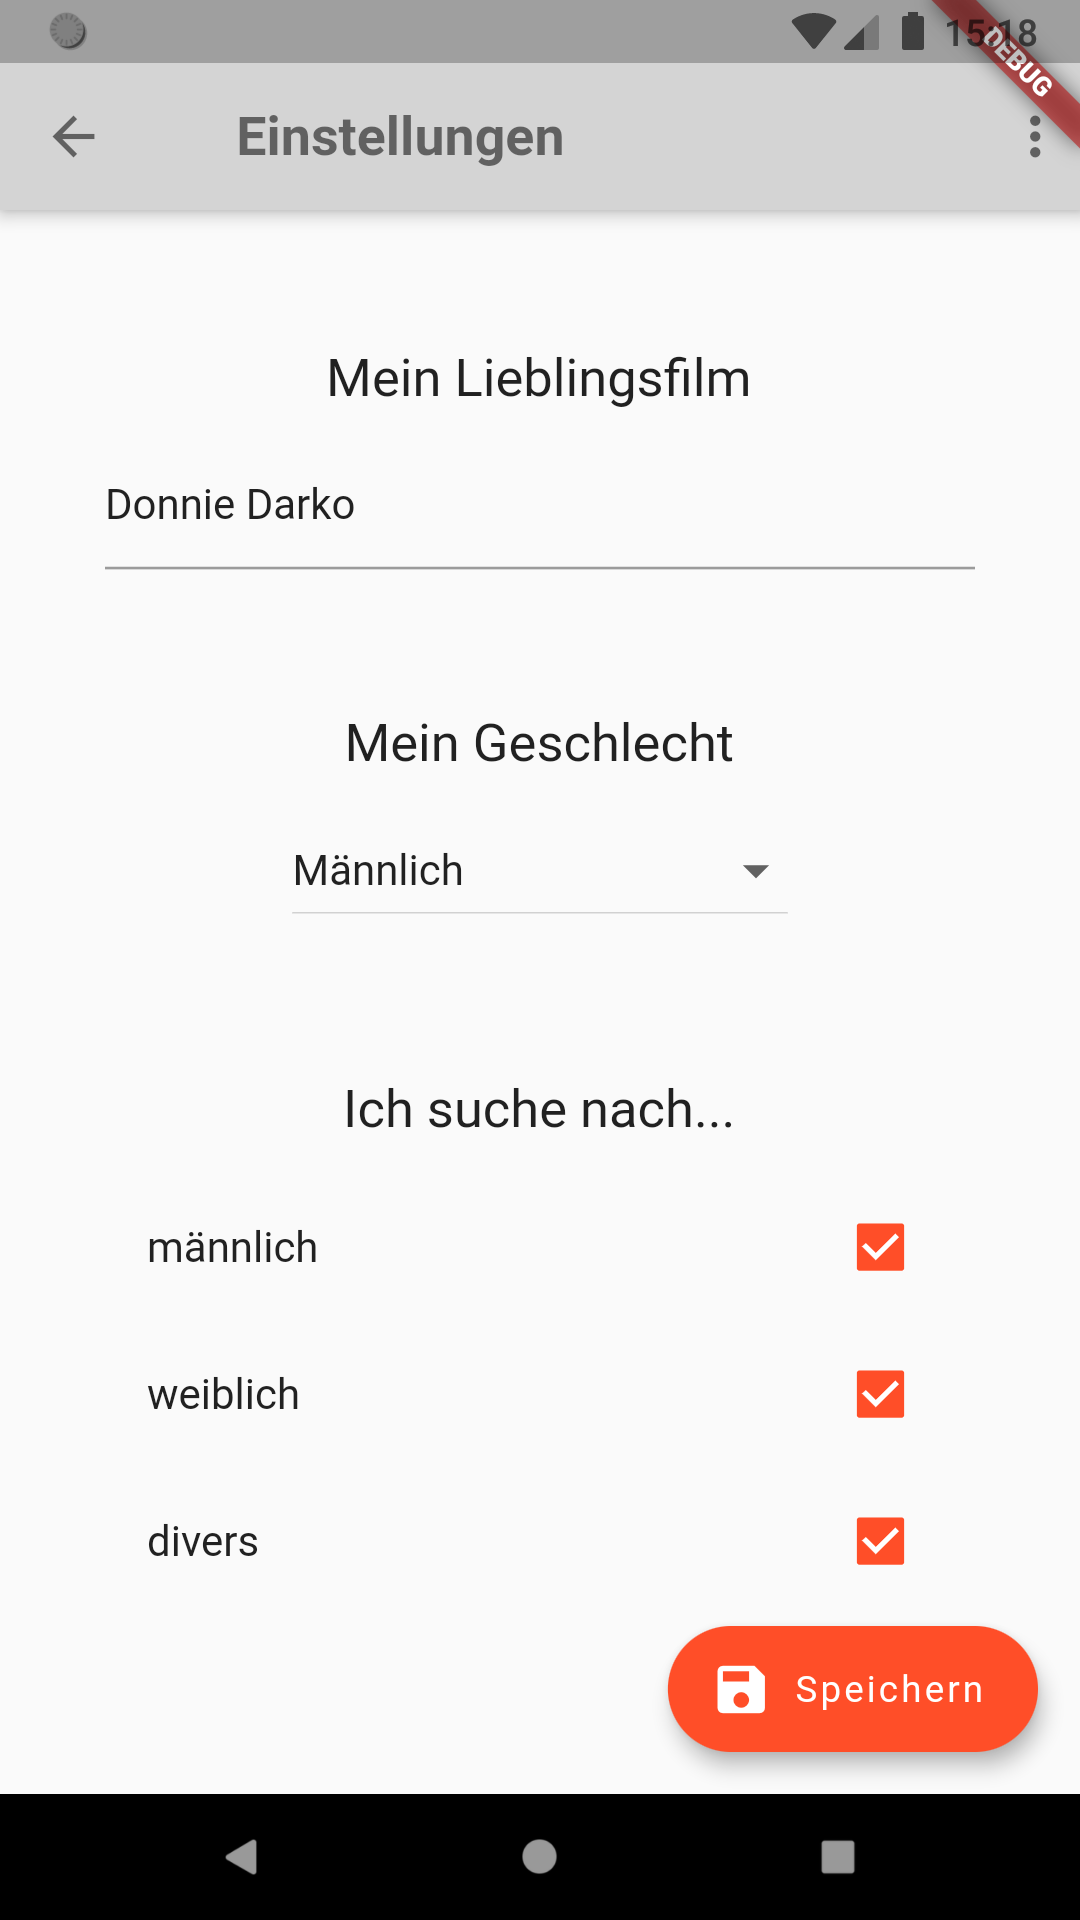 15:18
DEBUG
Einstellungen
Mein Lieblingsfilm
Donnie Darko
Mein Geschlecht
Männlich
Ich suche nach...
männlich
weiblich
divers
Speichern